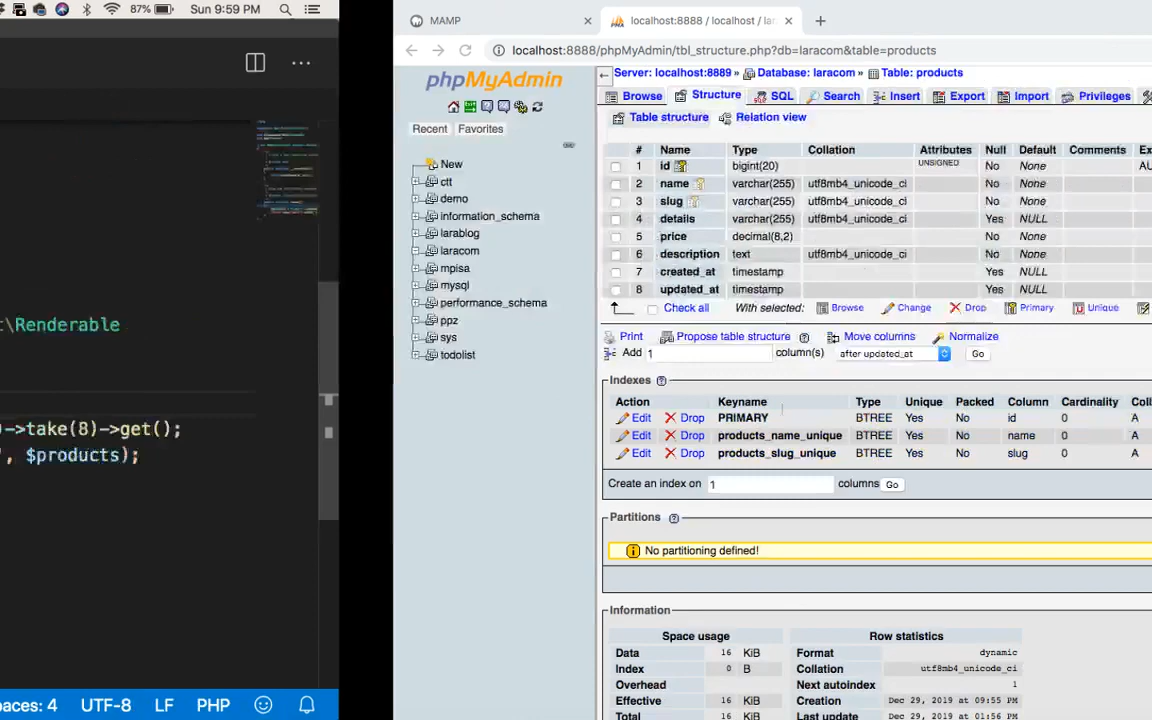 87% Sun 9:59 PM
t\Renderable
)->take(8)->get();
', $products);
paces: 4 UTF-8 LF PHP
MAMP
localhost:8888 / localhost / lar
localhost:8888/phpMyAdmin/tbl_structure.php?db=laracom&table=products
phpMyAdmin
Recent Favorites
New
ctt
demo
information_schema
larablog
laracom
mpisa
mysql
performance_schema
ppz
sys
todolist
Server: localhost:8889 » Database: laracom » Table: products
Browse Structure SQL Search Insert Export Import Privileges
Table structure Relation view
# Name Type Collation Attributes Null Default Comments Ex
1 id bigint(20) UNSIGNED No None AU
2 name varchar(255) utf8mb4_unicode_ci No None
3 slug varchar(255) utf8mb4_unicode_ci No None
4 details varchar(255) utf8mb4_unicode_ci Yes NULL
5 price decimal(8,2) No None
6 description text utf8mb4_unicode_ci No None
7 created_at timestamp Yes NULL
8 updated_at timestamp Yes NULL
Check all With selected: Browse Change Drop Primary Unique
Print Propose table structure Move columns Normalize
Add 1 column(s) after updated_at Go
Indexes
Action Keyname Type Unique Packed Column Cardinality Coll
Edit Drop PRIMARY BTREE Yes No id 0 A
Edit Drop products_name_unique BTREE Yes No name 0 A
Edit Drop products_slug_unique BTREE Yes No slug 0 A
Create an index on 1 columns Go
Partitions
No partitioning defined!
Information
Space usage
Data 16 KiB
Index 0 B
Overhead
Effective 16 KiB
Total 16 KiB
Row statistics
Format dynamic
Collation utf8mb4_unicode_ci
Next autoindex 1
Creation Dec 29, 2019 at 09:55 PM
Last update Dec 29, 2019 at 01:56 PM